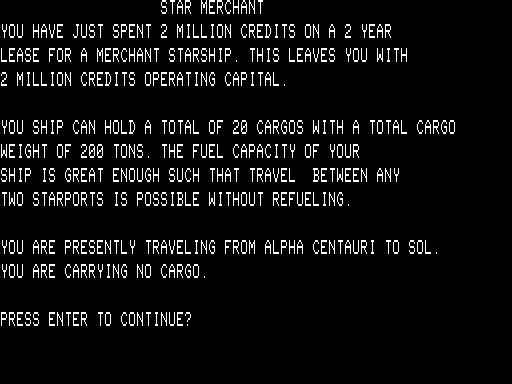 STAR MERCHANT
YOU HAVE JUST SPENT 2 MILLION CREDITS ON A 2 YEAR
LEASE FOR A MERCHANT STARSHIP. THIS LEAVES YOU WITH
2 MILLION CREDITS OPERATING CAPITAL.
YOU SHIP CAN HOLD A TOTAL OF 20 CARGOS WITH A TOTAL CARGO
WEIGHT OF 200 TONS. THE FUEL CAPACITY OF YOUR
SHIP IS GREAT ENOUGH SUCH THAT TRAVEL  BETWEEN ANY
TWO STARPORTS IS POSSIBLE WITHOUT REFUELING.
YOU ARE PRESENTLY TRAVELING FROM ALPHA CENTAURI TO SOL.
YOU ARE CARRYING NO CARGO.
PRESS ENTER TO CONTINUE?